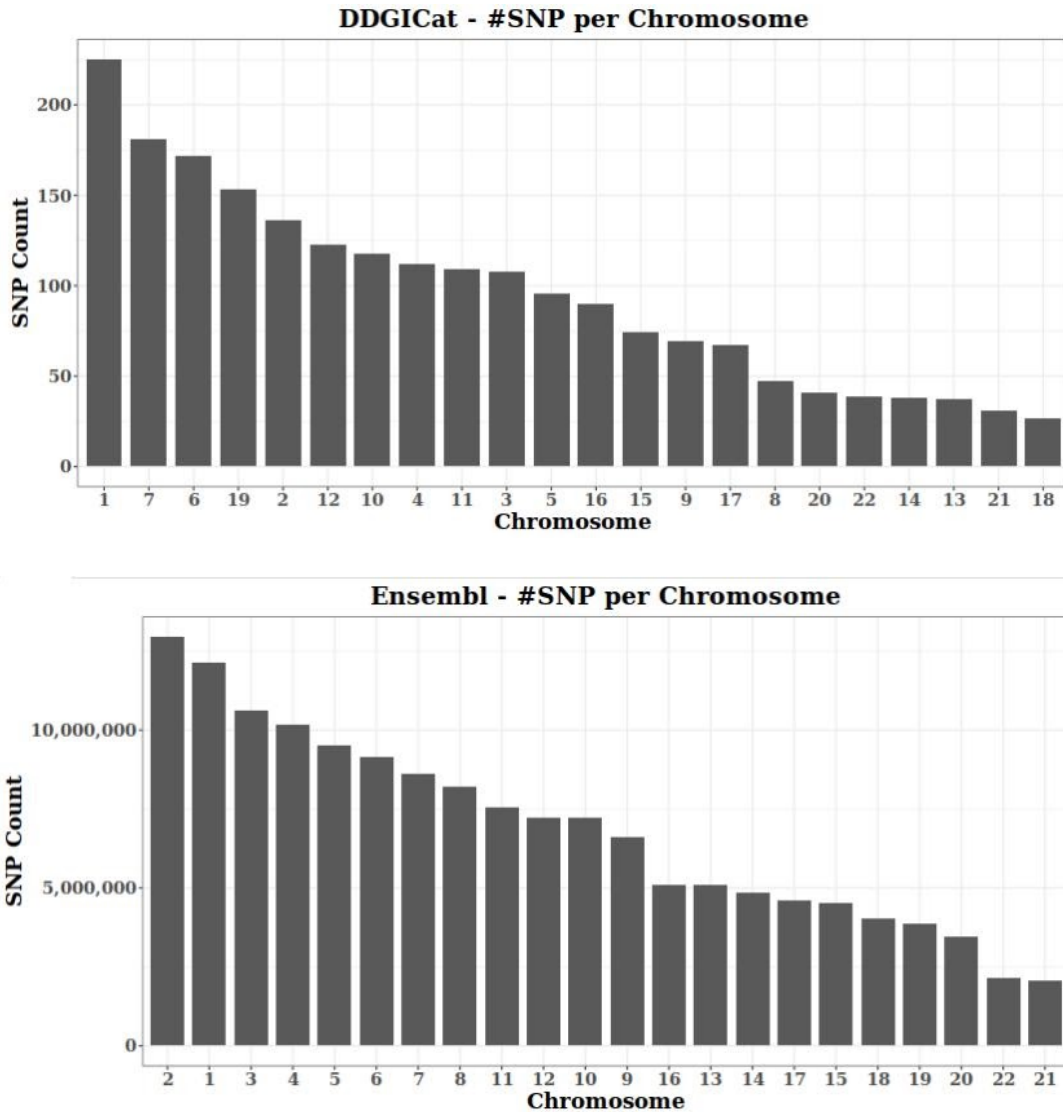 DDGICat - #SNP per Chromosome
SNP Count
200
150
100
50
0
1 7 6 19 2 12 10 4 11 3 5 16 15 9 17 8 20 22 14 13 21 18
Chromosome
Ensembl - #SNP per Chromosome
SNP Count
10,000,000
5,000,000
0
2 1 3 4 5 6 7 8 11 12 10 9 16 13 14 17 15 18 19 20 22 21
Chromosome